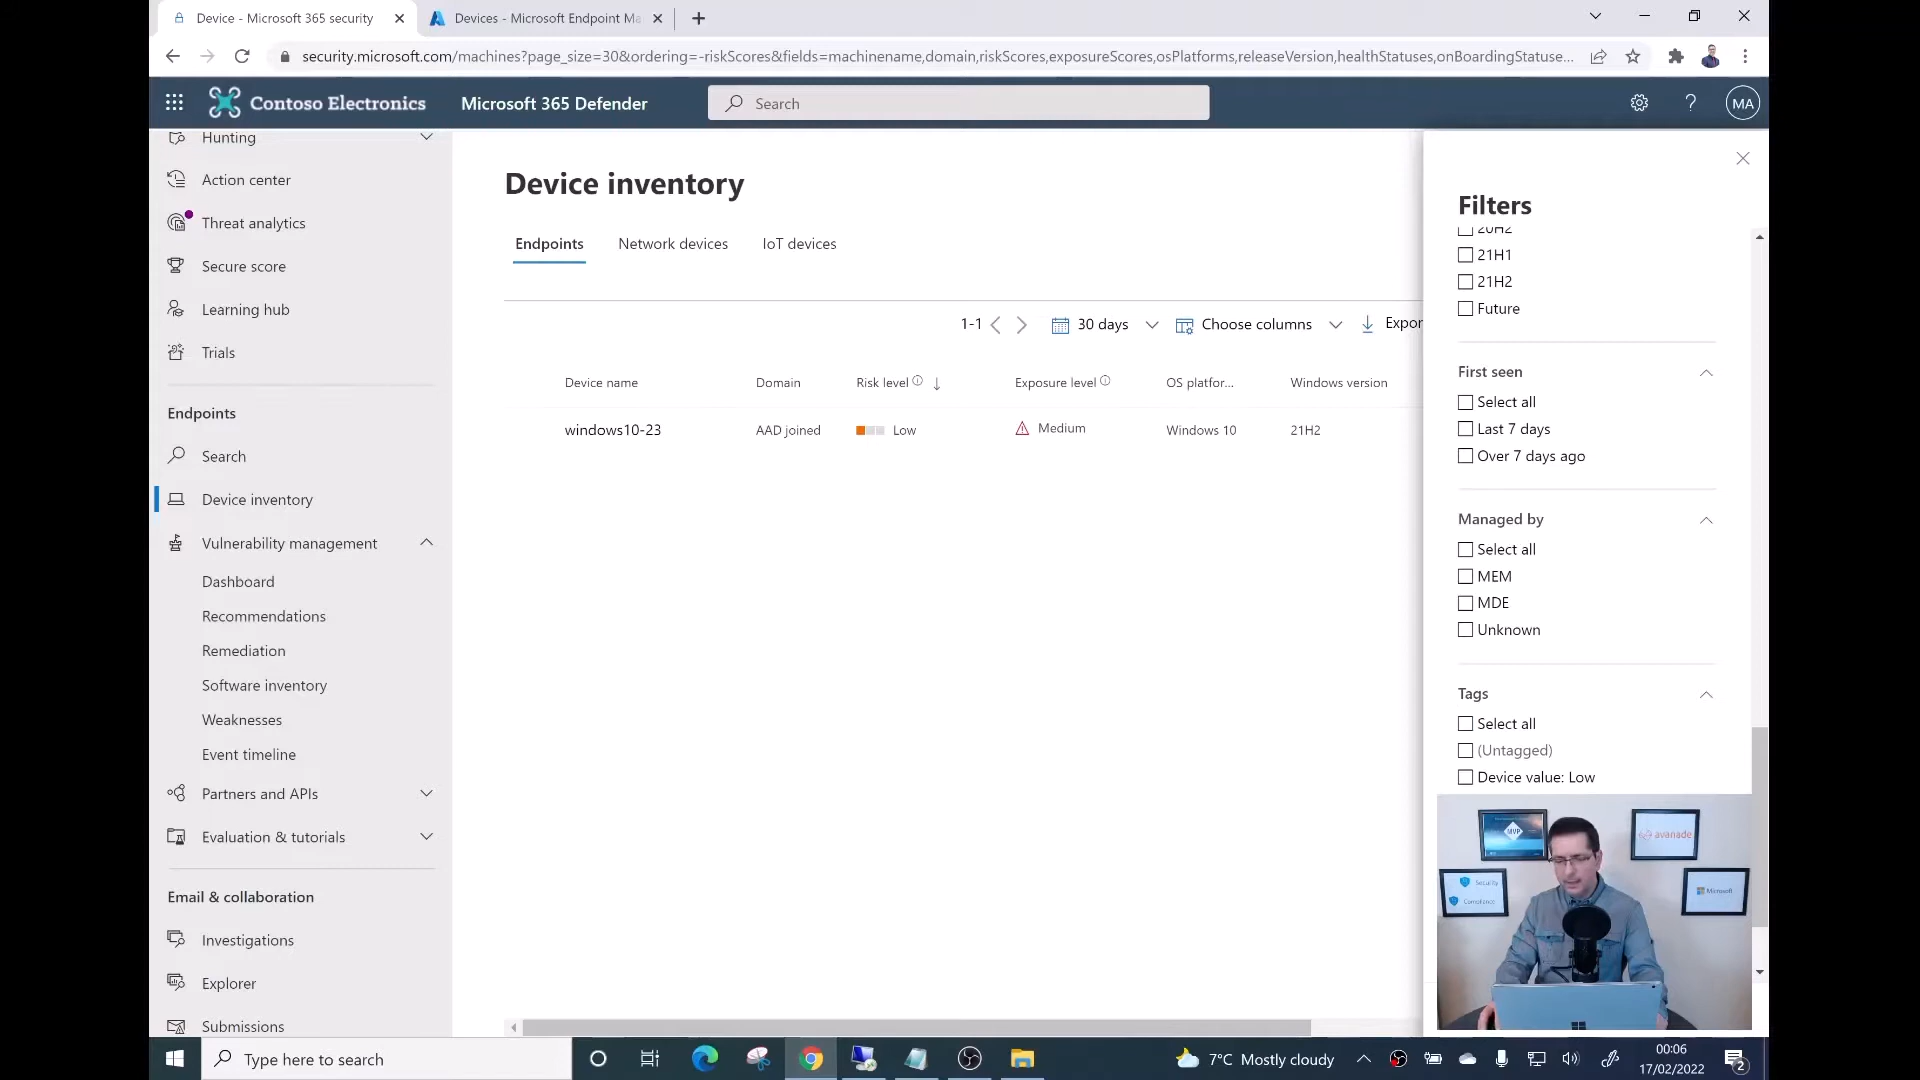 Device - Microsoft 365 security
Devices - Microsoft Endpoint Ma
security.microsoft.com/machines?page_size=30&ordering=-riskScores&fields=machinename,domain,riskScores,exposureScores,osPlatforms,releaseVersion,healthStatuses,onBoardingStatuse...
Contoso Electronics
Microsoft 365 Defender
Search
MA
Hunting
Action center
Threat analytics
Secure score
Learning hub
Trials
Endpoints
Search
Device inventory
Vulnerability management
Dashboard
Recommendations
Remediation
Software inventory
Weaknesses
Event timeline
Partners and APIs
Evaluation & tutorials
Email & collaboration
Investigations
Explorer
Submissions
Device inventory
Endpoints Network devices IoT devices
1-1 30 days Choose columns Expor
Device name Domain Risk level Exposure level OS platfor... Windows version
windows10-23 AAD joined Low Medium Windows 10 21H2
Filters
20H2
21H1
21H2
Future
First seen
Select all
Last 7 days
Over 7 days ago
Managed by
Select all
MEM
MDE
Unknown
Tags
Select all
(Untagged)
Device value: Low
MVP
avanade
Security
Compliance
Microsoft
Type here to search
7°C Mostly cloudy
00:06
17/02/2022
2